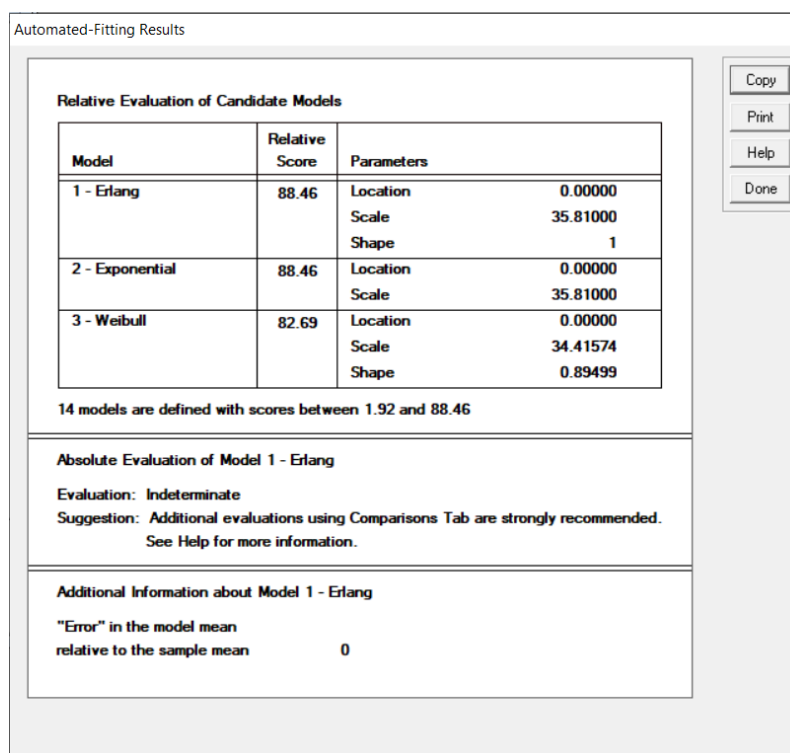 Automated-Fitting Results
Copy
Print
Help
Done
Relative Evaluation of Candidate Models
Model Relative Score Parameters
1 - Erlang 88.46 Location 0.00000
Scale 35.81000
Shape 1
2 - Exponential 88.46 Location 0.00000
Scale 35.81000
3 - Weibull 82.69 Location 0.00000
Scale 34.41574
Shape 0.89499
14 models are defined with scores between 1.92 and 88.46
Absolute Evaluation of Model 1 - Erlang
Evaluation: Indeterminate
Suggestion: Additional evaluations using Comparisons Tab are strongly recommended.
See Help for more information.
Additional Information about Model 1 - Erlang
"Error" in the model mean
relative to the sample mean 0